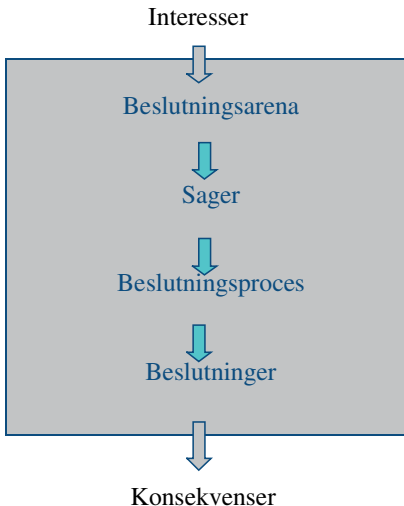 Interesser
Beslutningsarena
Sager
Beslutningsproces
Beslutninger
Konsekvenser